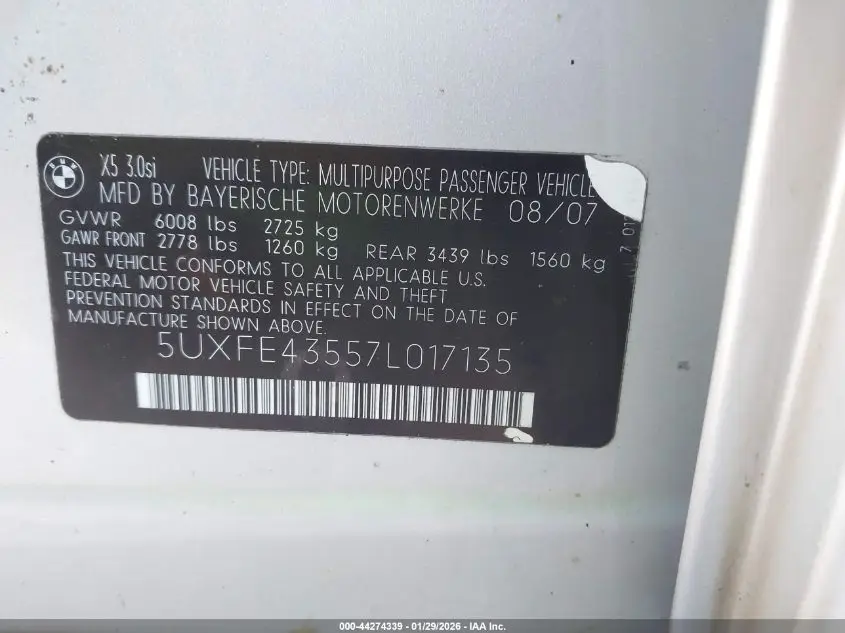 BMW
X5 3.0si VEHICLE TYPE: MULTIPURPOSE PASSENGER VEHICLE
MFD BY BAYERISCHE MOTORENWERKE 08/07
GVWR 6008 lbs 2725 kg
GAWR FRONT 2778 lbs 1260 kg REAR 3439 lbs 1560 kg
THIS VEHICLE CONFORMS TO ALL APPLICABLE U.S.
FEDERAL MOTOR VEHICLE SAFETY AND THEFT
PREVENTION STANDARDS IN EFFECT ON THE DATE OF
MANUFACTURE SHOWN ABOVE.
5UXFE43557L017135
000-44274339 | 01/29/2026 - IAA Inc.